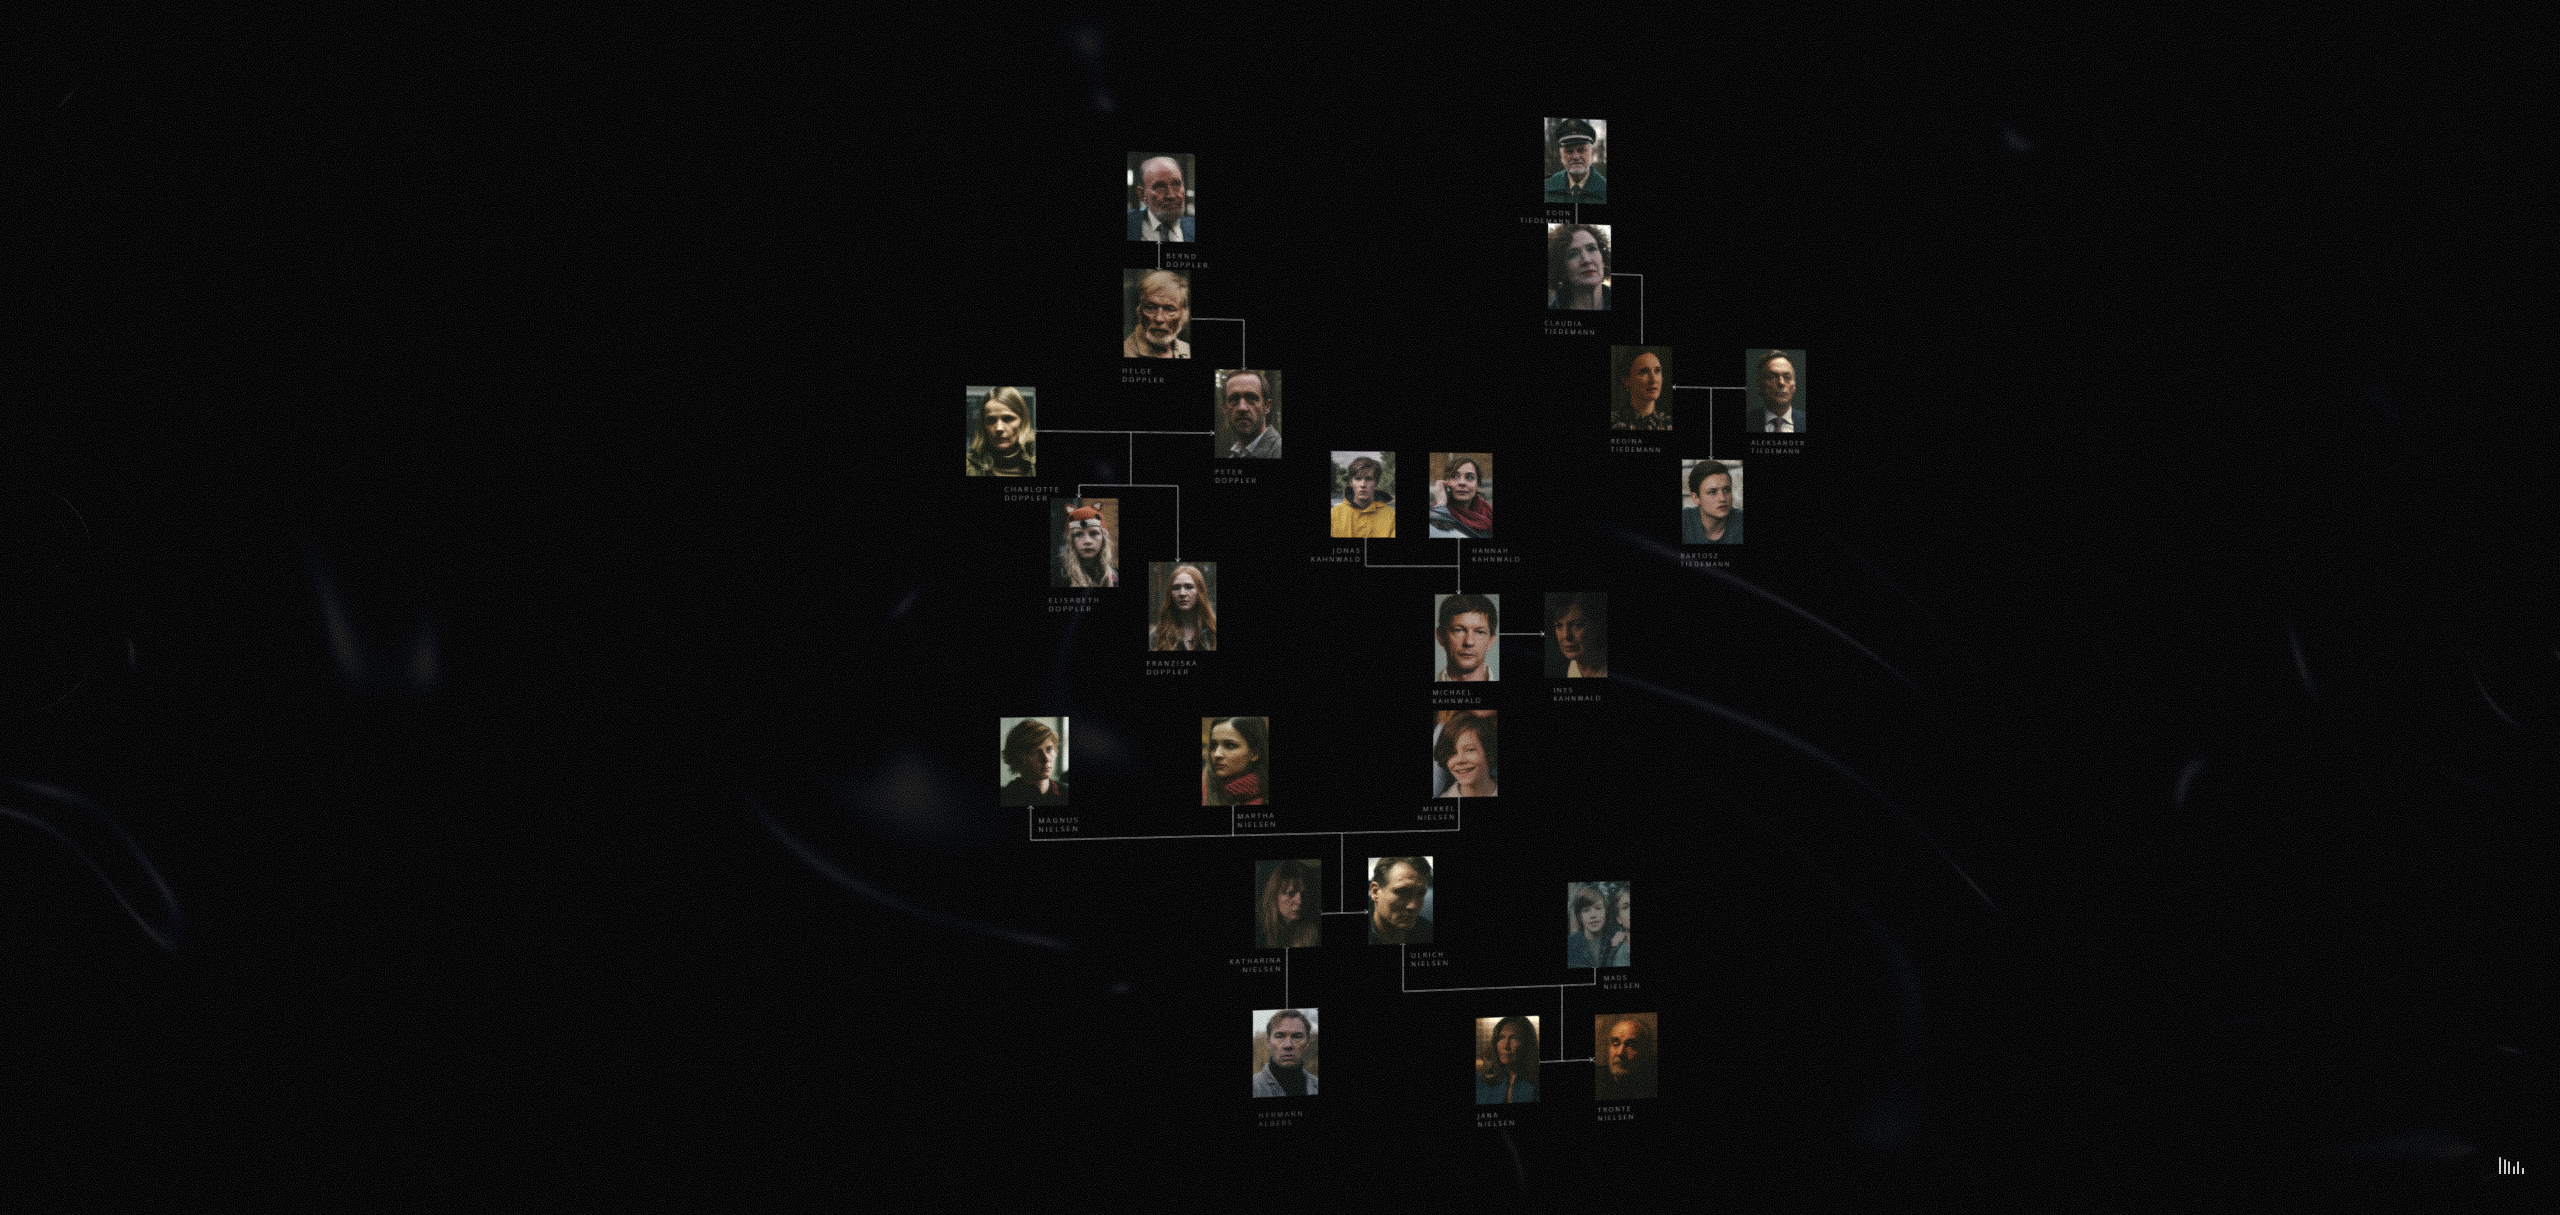 EGON
TIEDEMANN
BERND
DOPPLER
CLAUDIA
TIEDEMANN
HELGE
DOPPLER
REGINA
TIEDEMANN
ALEKSANDER
TIEDEMANN
PETER
DOPPLER
CHARLOTTE
DOPPLER
JONAS
KAHNWALD
HANNAH
KAHNWALD
BARTOSZ
TIEDEMANN
ELISABETH
DOPPLER
FRANZISKA
DOPPLER
MICHAEL
KAHNWALD
INES
KAHNWALD
MAGNUS
NIELSEN
MARTHA
NIELSEN
MIKKEL
NIELSEN
KATHARINA
NIELSEN
ULRICH
NIELSEN
MADS
NIELSEN
HERMANN
ALBERS
JANA
NIELSEN
TRONTE
NIELSEN